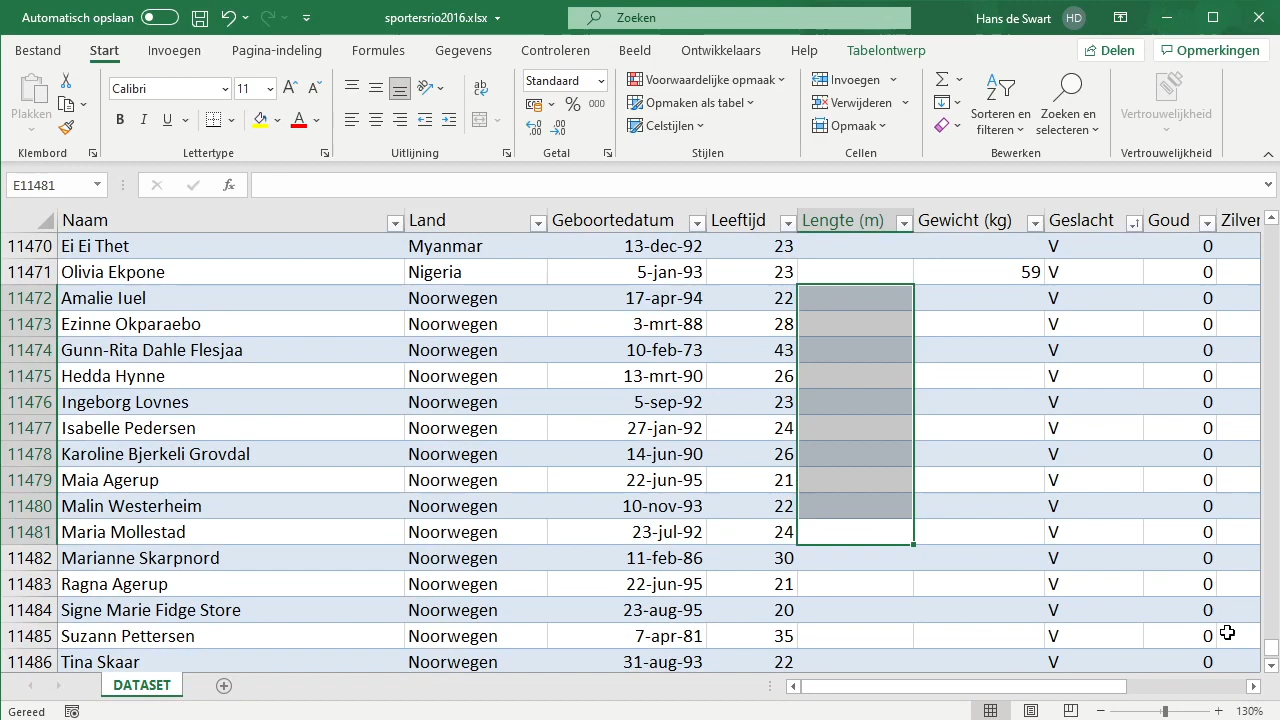 Automatisch opslaan
sportersrio2016.xlsx
Zoeken
Hans de Swart HD
Bestand Start Invoegen Pagina-indeling Formules Gegevens Controleren Beeld Ontwikkelaars Help Tabelontwerp Delen Opmerkingen
Plakken
Calibri 11
B I U
Standaard
% 000
Voorwaardelijke opmaak
Opmaken als tabel
Celstijlen
Invoegen
Verwijderen
Opmaak
Sorteren en filteren
Zoeken en selecteren
Vertrouwelijkheid
Klembord Lettertype Uitlijning Getal Stijlen Cellen Bewerken Vertrouwelijkheid
E11481 fx
Naam Land Geboortedatum Leeftijd Lengte (m) Gewicht (kg) Geslacht Goud Zilver
11470 Ei Ei Thet Myanmar 13-dec-92 23 V 0
11471 Olivia Ekpone Nigeria 5-jan-93 23 59 V 0
11472 Amalie Iuel Noorwegen 17-apr-94 22 V 0
11473 Ezinne Okparaebo Noorwegen 3-mrt-88 28 V 0
11474 Gunn-Rita Dahle Flesjaa Noorwegen 10-feb-73 43 V 0
11475 Hedda Hynne Noorwegen 13-mrt-90 26 V 0
11476 Ingeborg Lovnes Noorwegen 5-sep-92 23 V 0
11477 Isabelle Pedersen Noorwegen 27-jan-92 24 V 0
11478 Karoline Bjerkeli Grovdal Noorwegen 14-jun-90 26 V 0
11479 Maia Agerup Noorwegen 22-jun-95 21 V 0
11480 Malin Westerheim Noorwegen 10-nov-93 22 V 0
11481 Maria Mollestad Noorwegen 23-jul-92 24 V 0
11482 Marianne Skarpnord Noorwegen 11-feb-86 30 V 0
11483 Ragna Agerup Noorwegen 22-jun-95 21 V 0
11484 Signe Marie Fidge Store Noorwegen 23-aug-95 20 V 0
11485 Suzann Pettersen Noorwegen 7-apr-81 35 V 0
11486 Tina Skaar Noorwegen 31-aug-93 22 V 0
DATASET
Gereed 130%